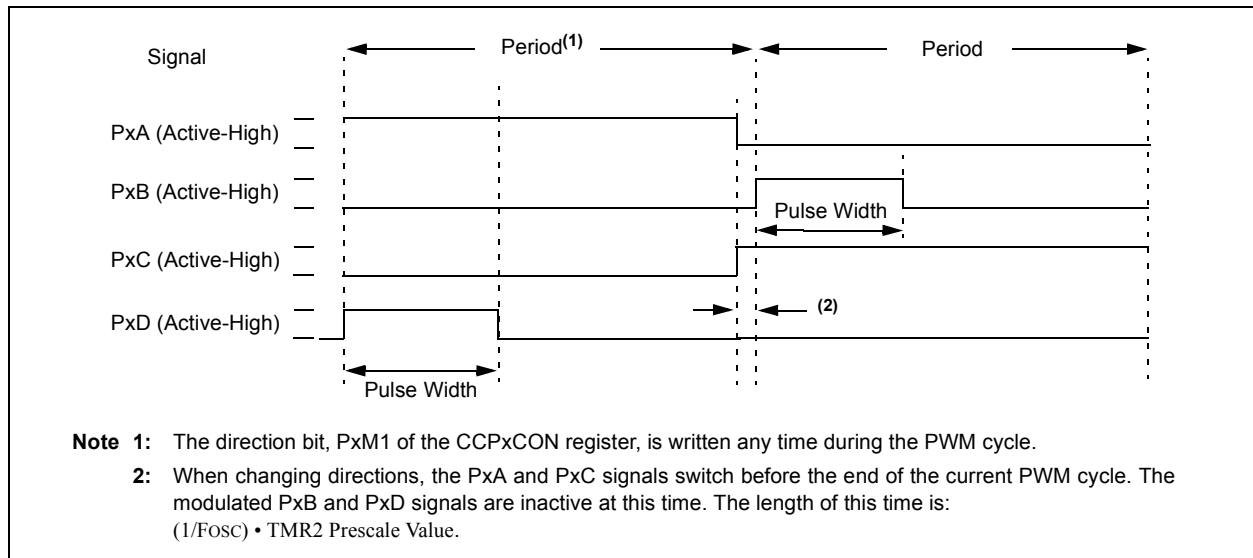 Signal
Period(1)
Period
PxA (Active-High)
PxB (Active-High)
Pulse Width
PxC (Active-High)
(2)
PxD (Active-High)
Pulse Width
Note 1: The direction bit, PxM1 of the CCPxCON register, is written any time during the PWM cycle.
2: When changing directions, the PxA and PxC signals switch before the end of the current PWM cycle. The
modulated PxB and PxD signals are inactive at this time. The length of this time is:
(1/FOSC) • TMR2 Prescale Value.